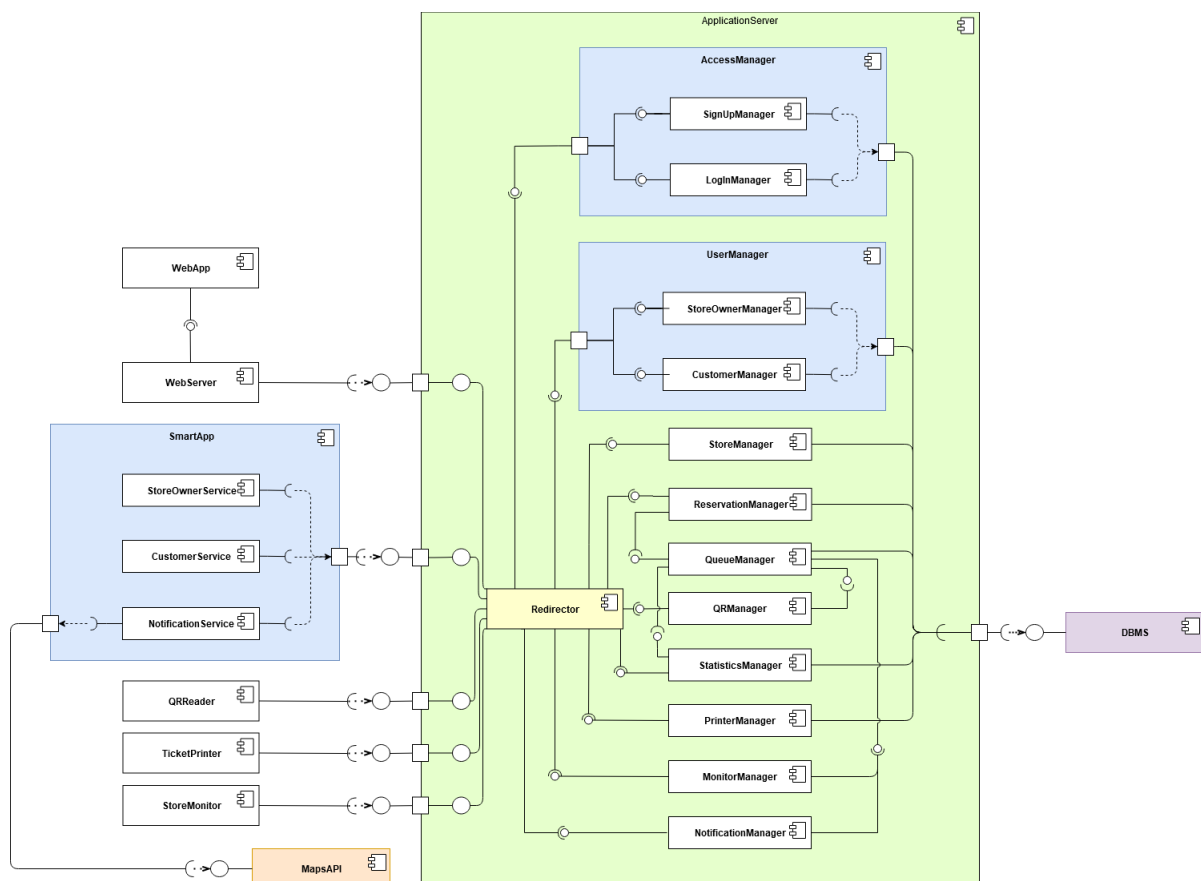 ApplicationServer
AccessManager
SignUpManager
LogInManager
WebApp
UserManager
StoreOwnerManager
WebServer
CustomerManager
SmartApp
StoreManager
StoreOwnerService
ReservationManager
CustomerService
QueueManager
Redirector
QRManager
NotificationService
DBMS
StatisticsManager
QRReader
PrinterManager
TicketPrinter
MonitorManager
StoreMonitor
NotificationManager
MapsAPI